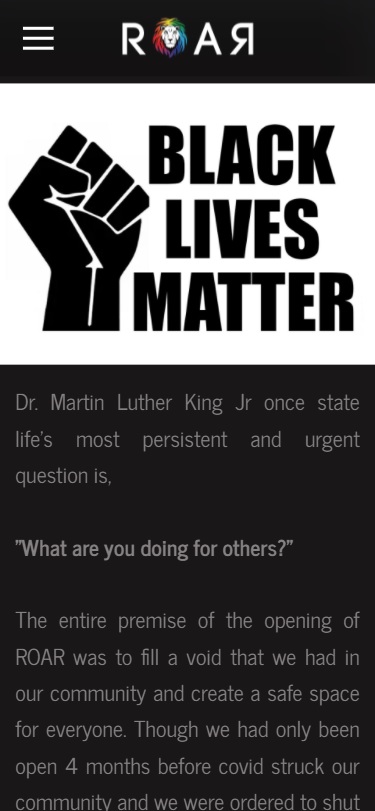 ROAR
BLACK
LIVES
MATTER
Dr. Martin Luther King Jr once state
life's most persistent and urgent
question is,
"What are you doing for others?"
The entire premise of the opening of
ROAR was to fill a void that we had in
our community and create a safe space
for everyone. Though we had only been
open 4 months before covid struck our
community and we were ordered to shut